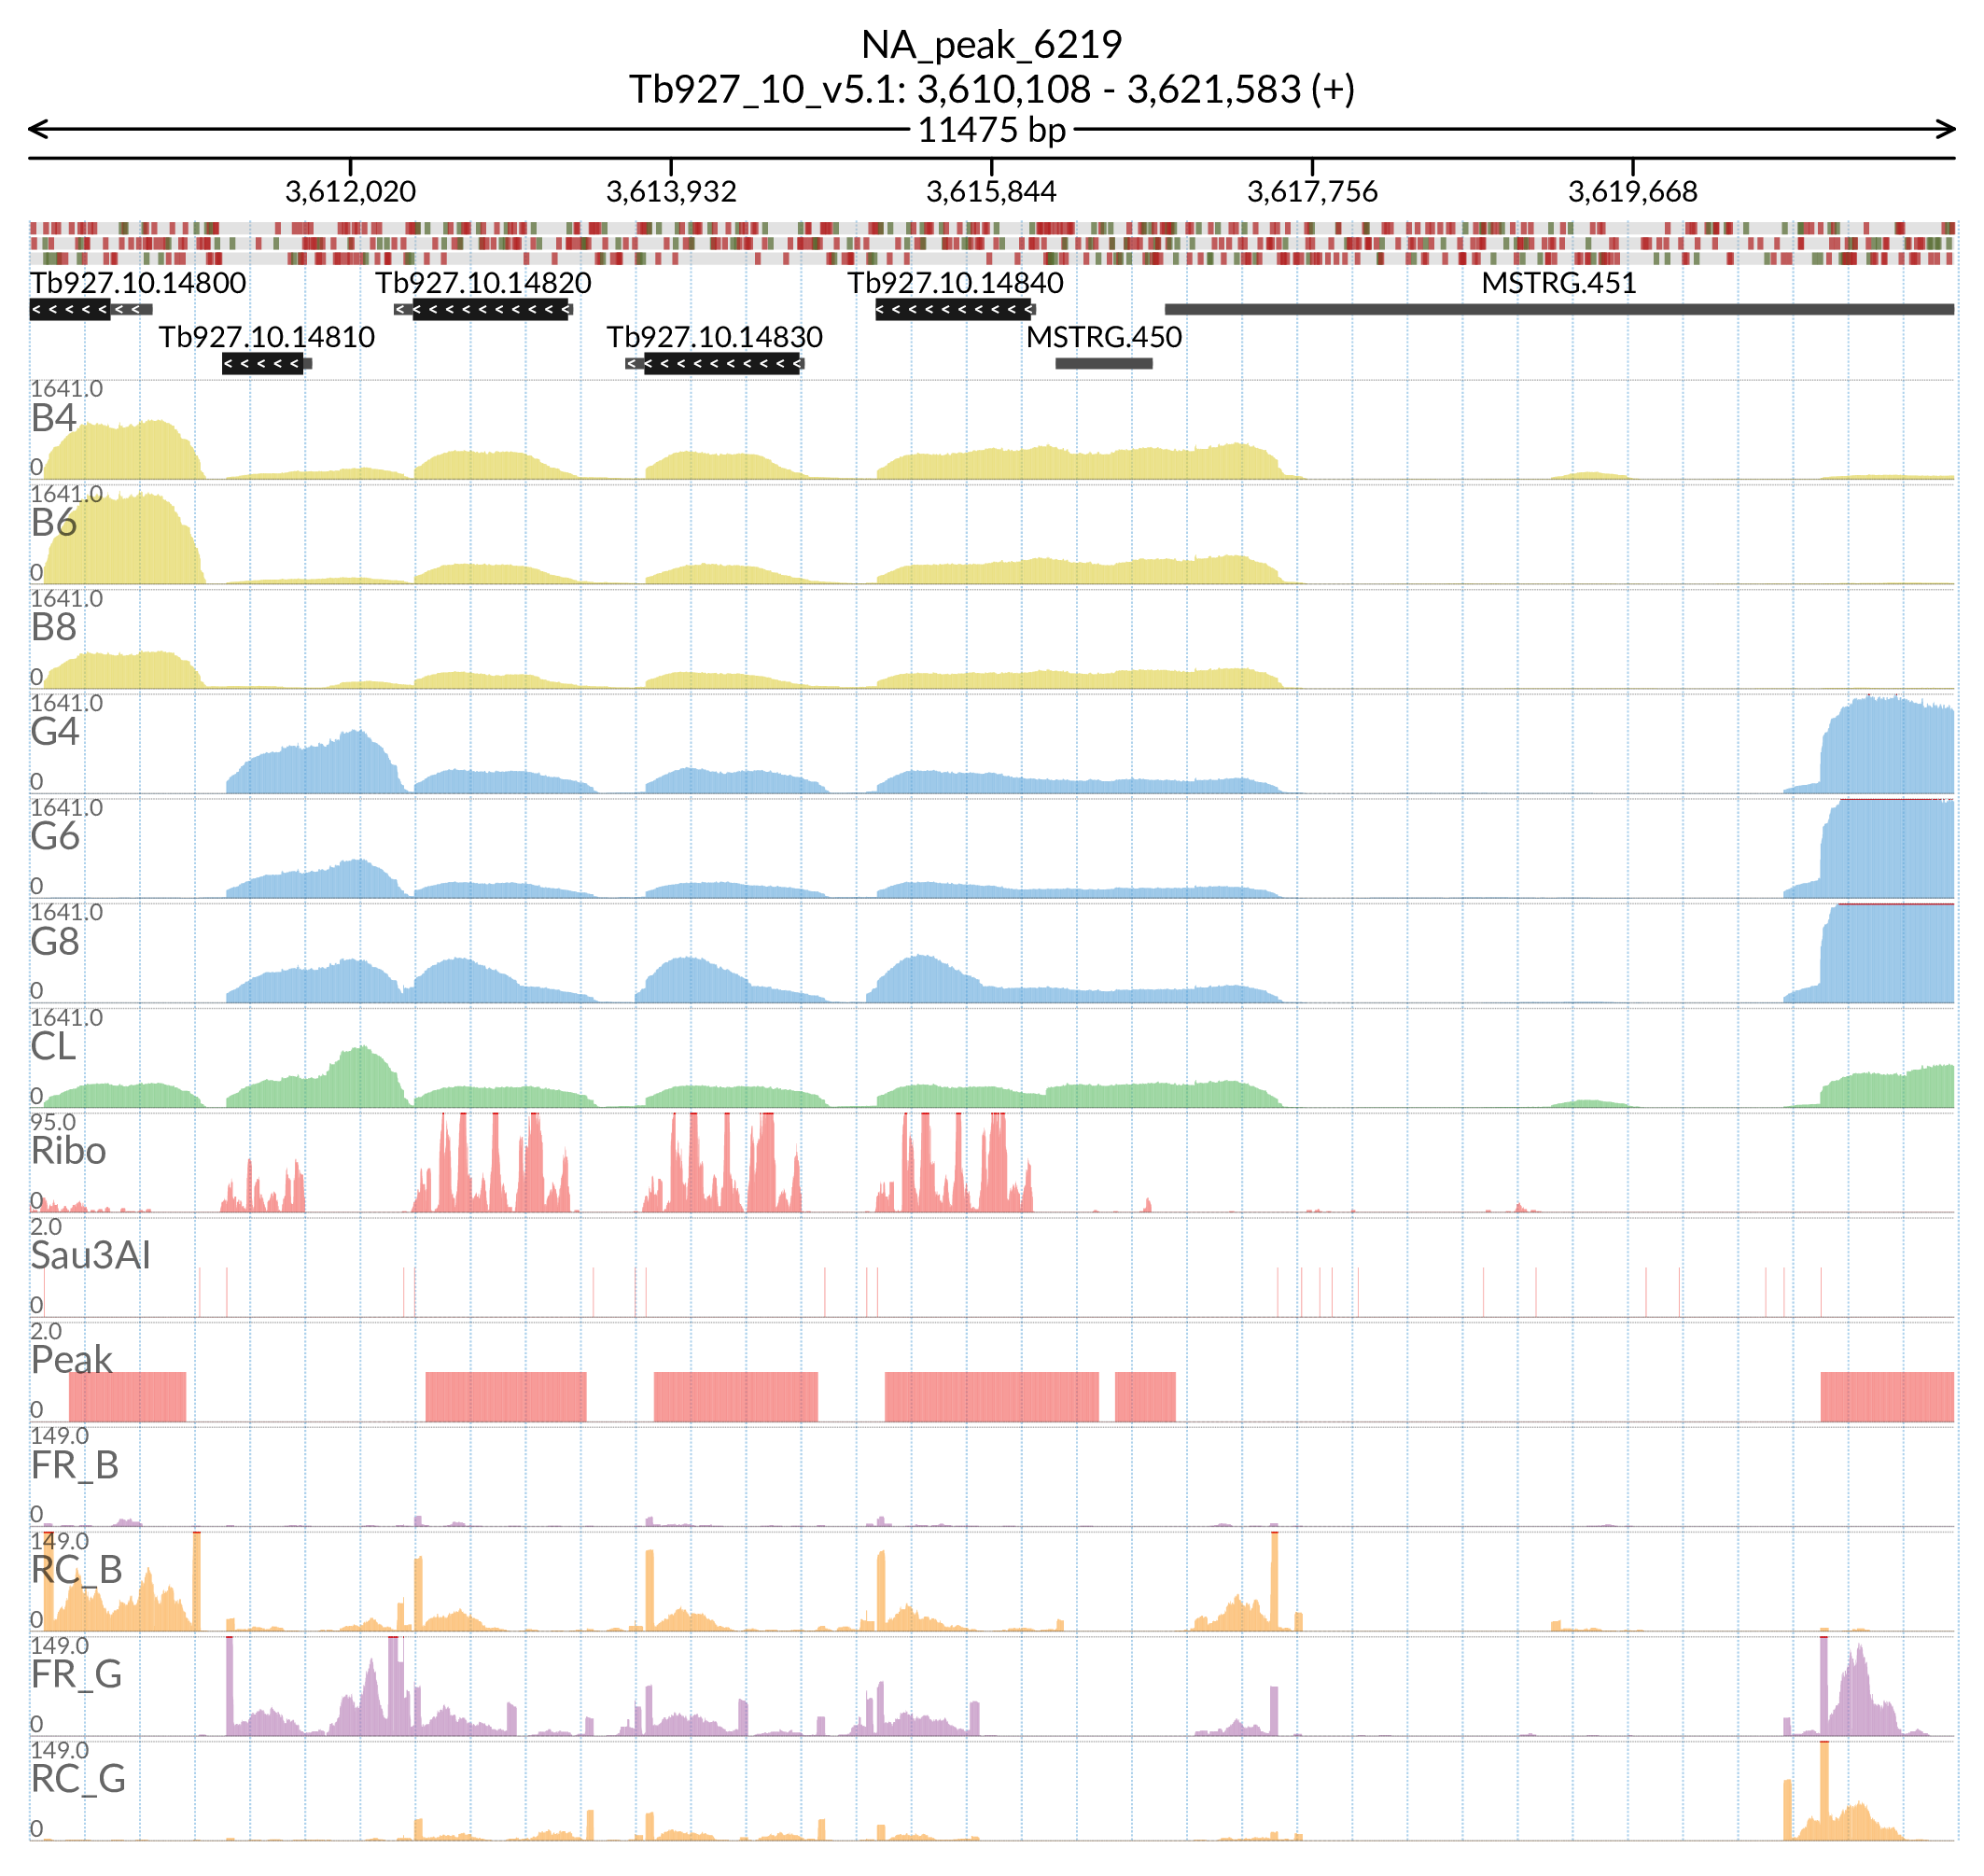 NA_peak_6219
Tb927_10_v5.1: 3,610,108 - 3,621,583 (+)
11475 bp
3,612,020 3,613,932 3,615,844 3,617,756 3,619,668
Tb927.10.14800 Tb927.10.14820 Tb927.10.14840 MSTRG.451
Tb927.10.14810 Tb927.10.14830 MSTRG.450
1641.0
B4
0
1641.0
B6
0
1641.0
B8
0
1641.0
G4
0
1641.0
G6
0
1641.0
G8
0
1641.0
CL
0
95.0
Ribo
0
2.0
Sau3AI
0
2.0
Peak
0
149.0
FR_B
0
149.0
RC_B
0
149.0
FR_G
0
149.0
RC_G
0